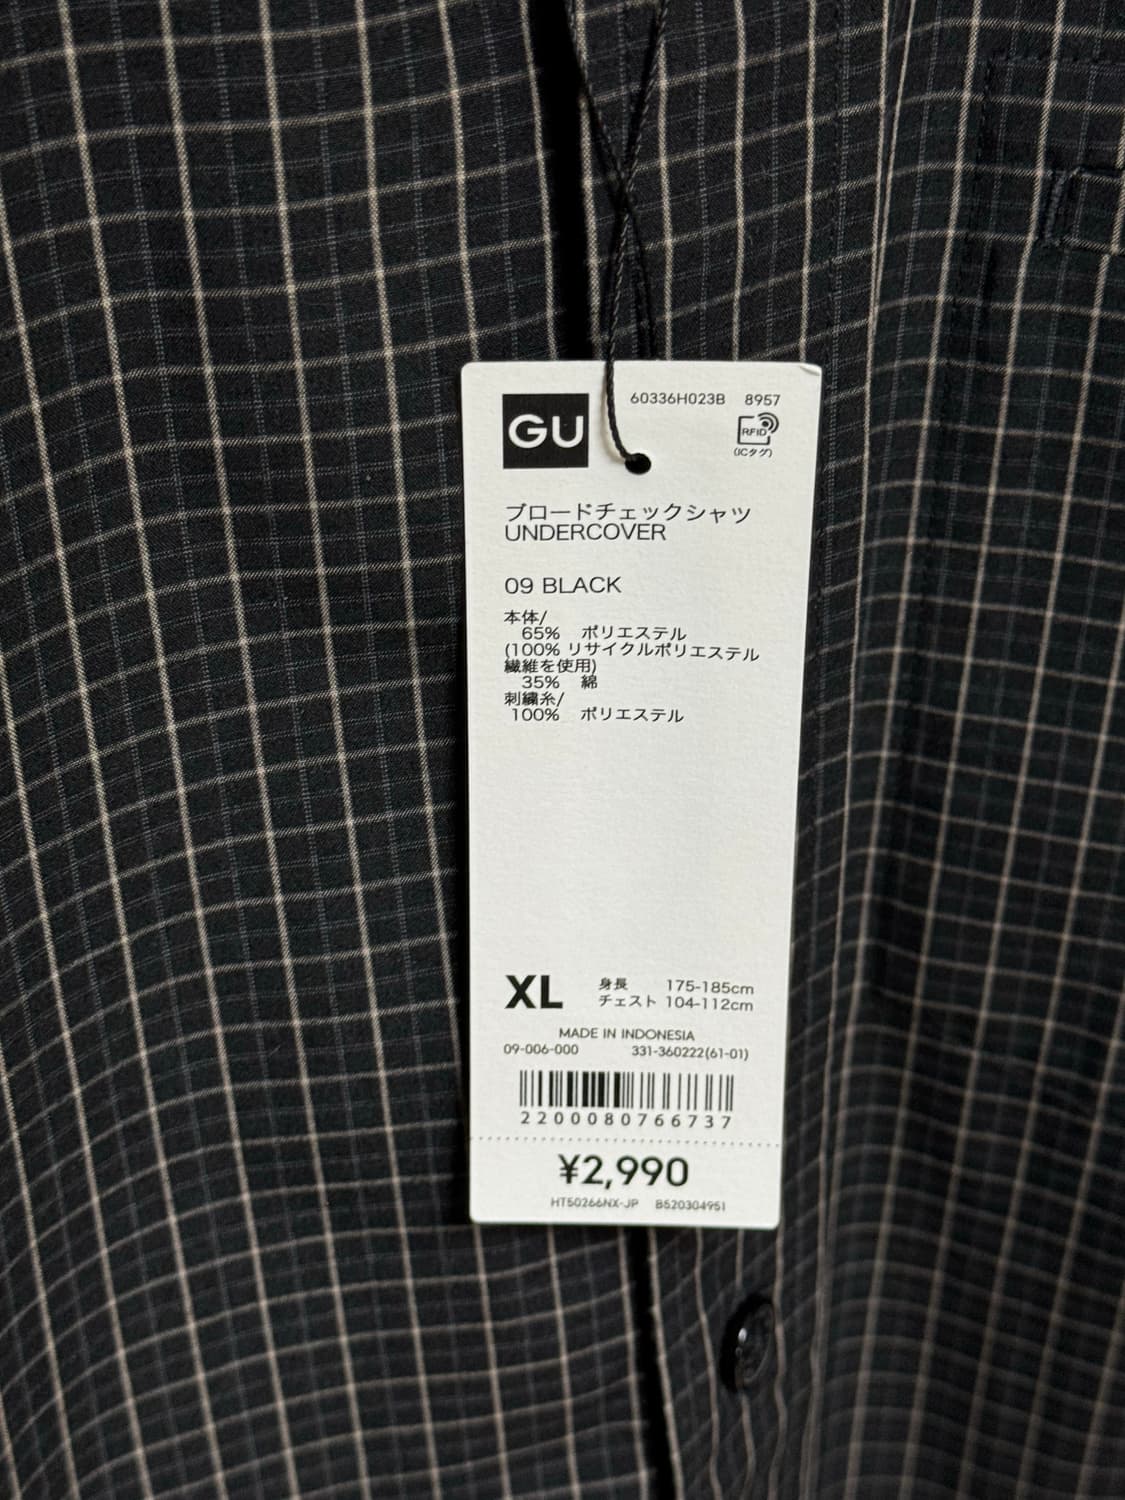 GU
60336H023B 8957
RFID
(ICタグ)
ブロードチェックシャツ
UNDERCOVER
09 BLACK
本体/
65% ポリエステル
(100% リサイクルポリエステル
繊維を使用)
35% 綿
刺繍糸/
100% ポリエステル
XL 身長 175-185cm
チェスト 104-112cm
MADE IN INDONESIA
09-006-000 331-360222(61-01)
2200080766737
¥2,990
HT50266NX-JP B520304951